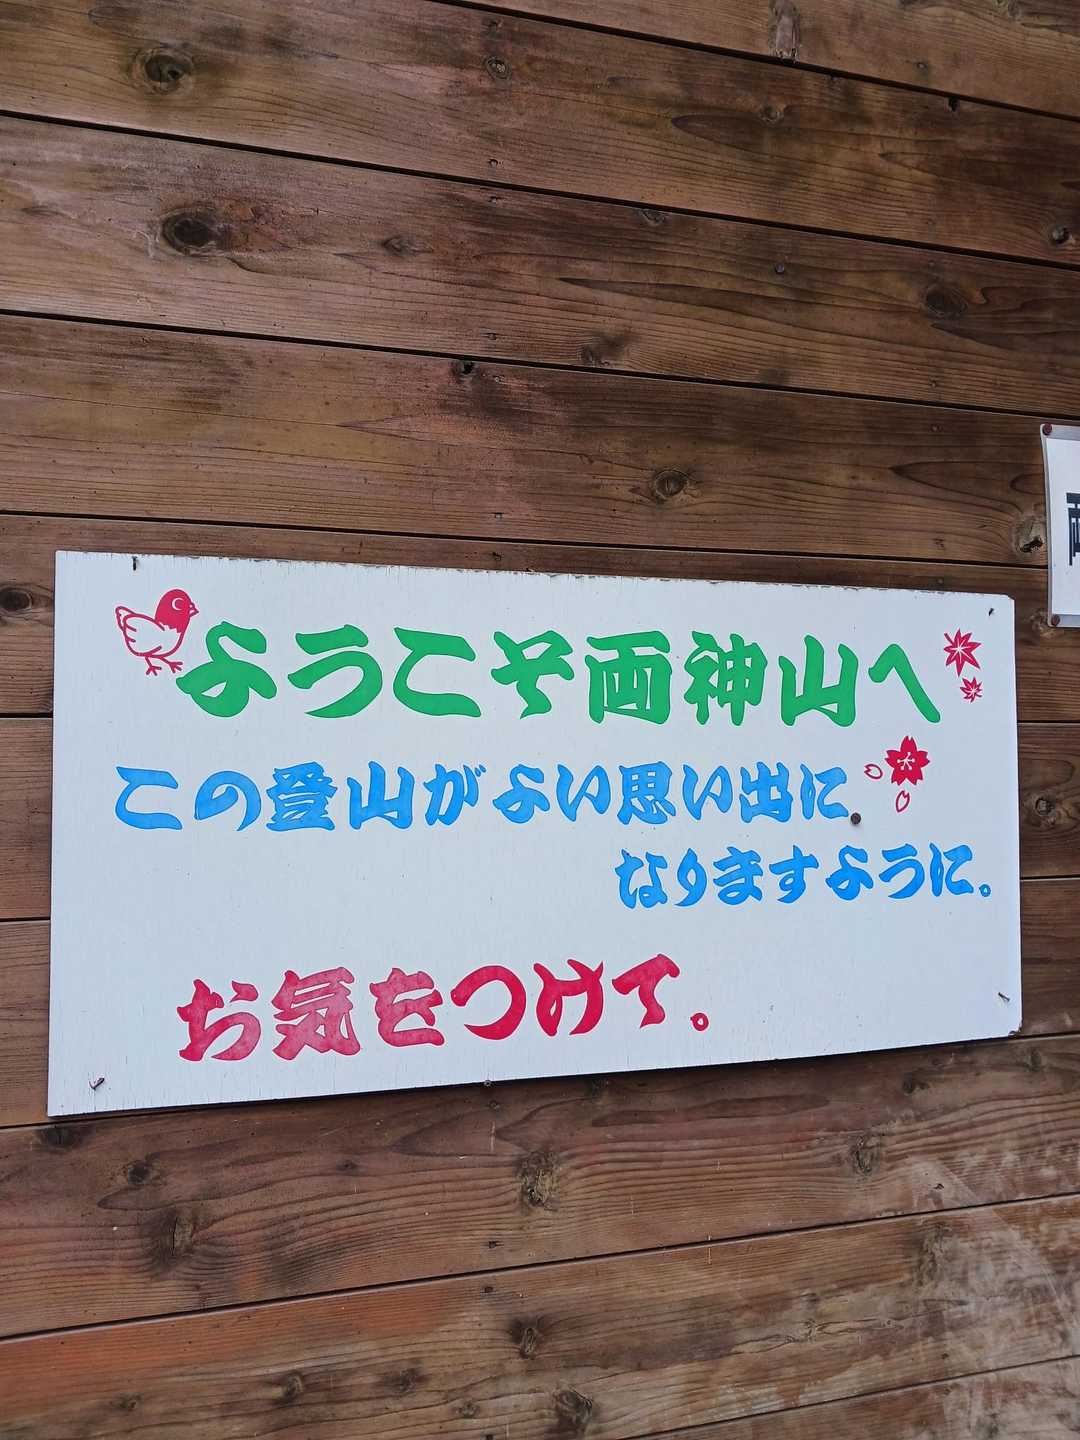 ようこそ両神山へ
この登山がよい思い出に
なりますように。
お気をつけて。